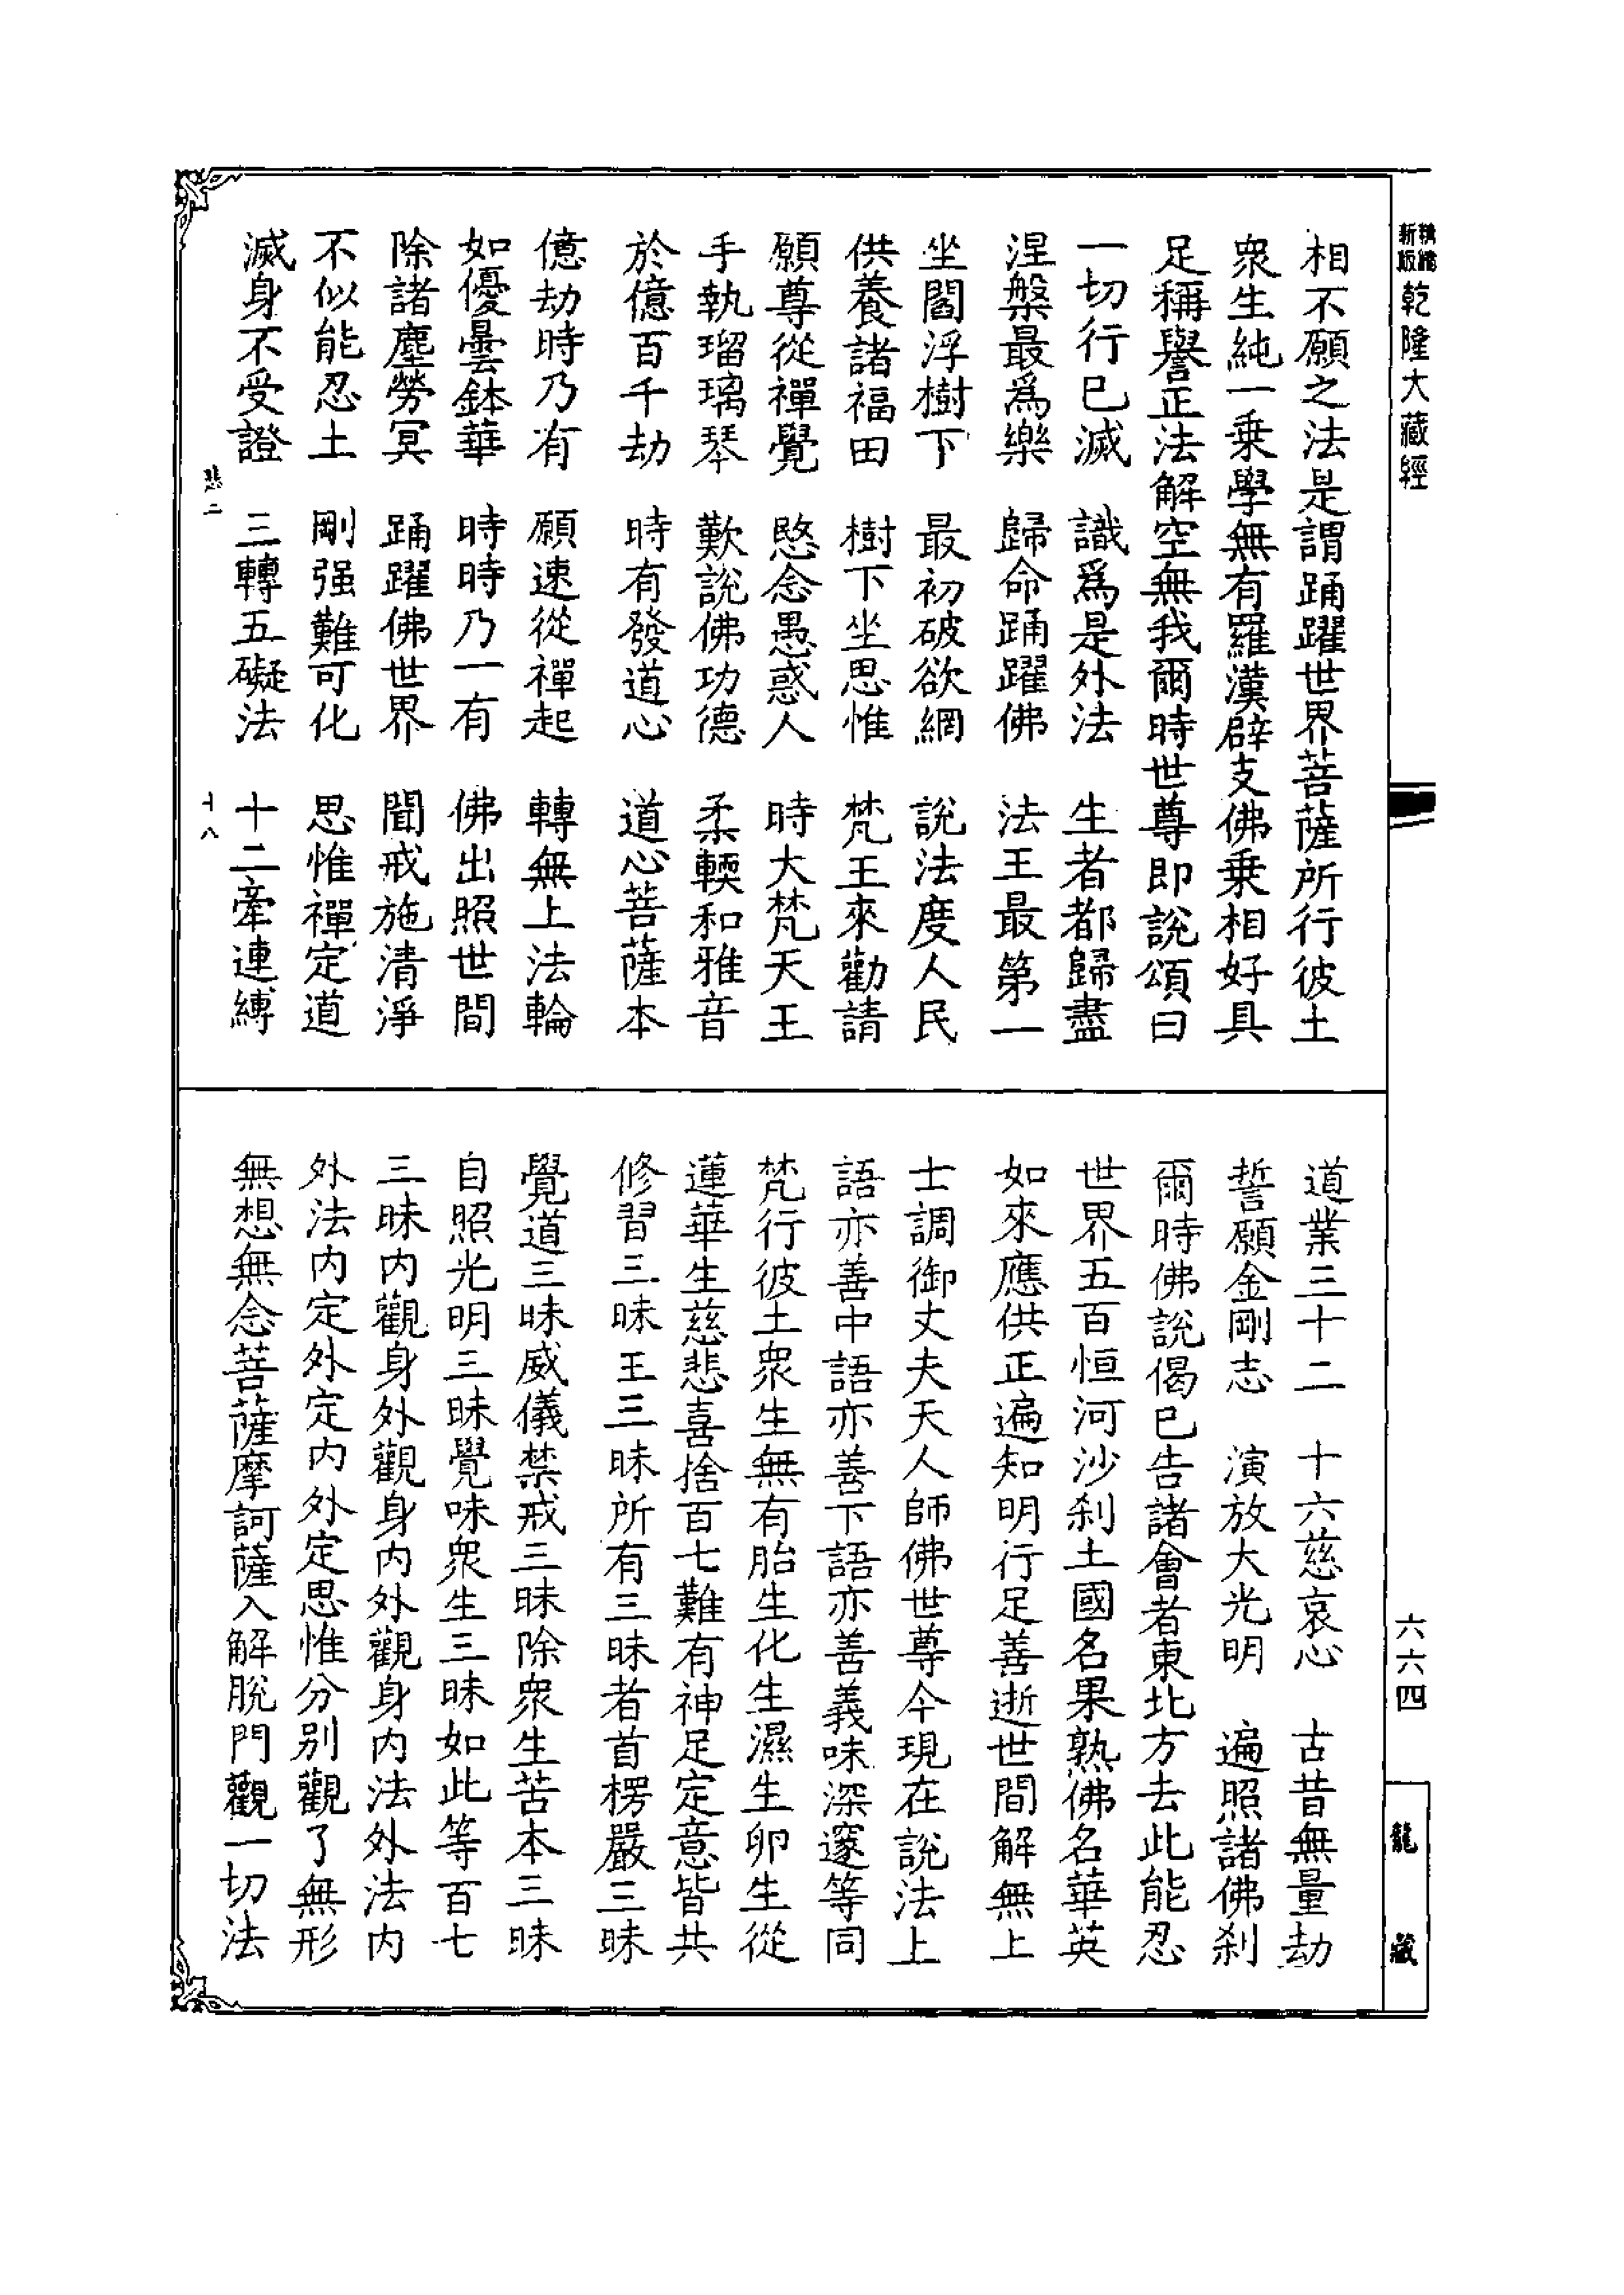 新版
精縮
乾隆大藏經
六六四
龍藏
相不願之法是謂踊躍世界菩薩所行彼土
衆生純一乗學無有羅漢辟支佛乗相好具
足稱譽正法解空無我爾時世尊即説頌曰
一切行已滅　識爲是外法　生者都歸盡
涅槃最爲樂　歸命踊躍佛　法王最第一
坐閻浮樹下　最初破欲網　説法度人民
供養諸福田　樹下坐思惟　梵王來勸請
願尊從禪覺　愍念愚惑人　時大梵天王
手執瑠璃琴　歎説佛功德　柔輭和雅音
於億百千劫　時有發道心　道心菩薩本
億劫時乃有　願速從禪起　轉無上法輪
如優曇鉢華　時時乃一有　佛出照世間
除諸塵勞冥　踊躍佛世界　聞戒施清淨
不似能忍土　剛强難可化　思惟禪定道
滅身不受證　三轉五礙法　十二牽連縛
悲二
十八
道業三十二　十六慈哀心　古昔無量劫
誓願金剛志　演放大光明　遍照諸佛刹
爾時佛説偈已告諸會者東北方去此能忍
世界五百恒河沙刹土國名果熟佛名華英
如來應供正遍知明行足善逝世間解無上
士調御丈夫天人師佛世尊今現在説法上
語亦善中語亦善下語亦善義味深邃等同
梵行彼土衆生無有胎生化生濕生卵生從
蓮華生慈悲喜捨百七難有神足定意皆共
修習三昧王三昧所有三昧者首楞嚴三昧
覺道三昧威儀禁戒三昧除衆生苦本三昧
自照光明三昧覺味衆生三昧如此等百七
三昧内觀身外觀身内外觀身内法外法内
外法内定外定内外定思惟分别觀了無形
無想無念菩薩摩訶薩入解脱門觀一切法